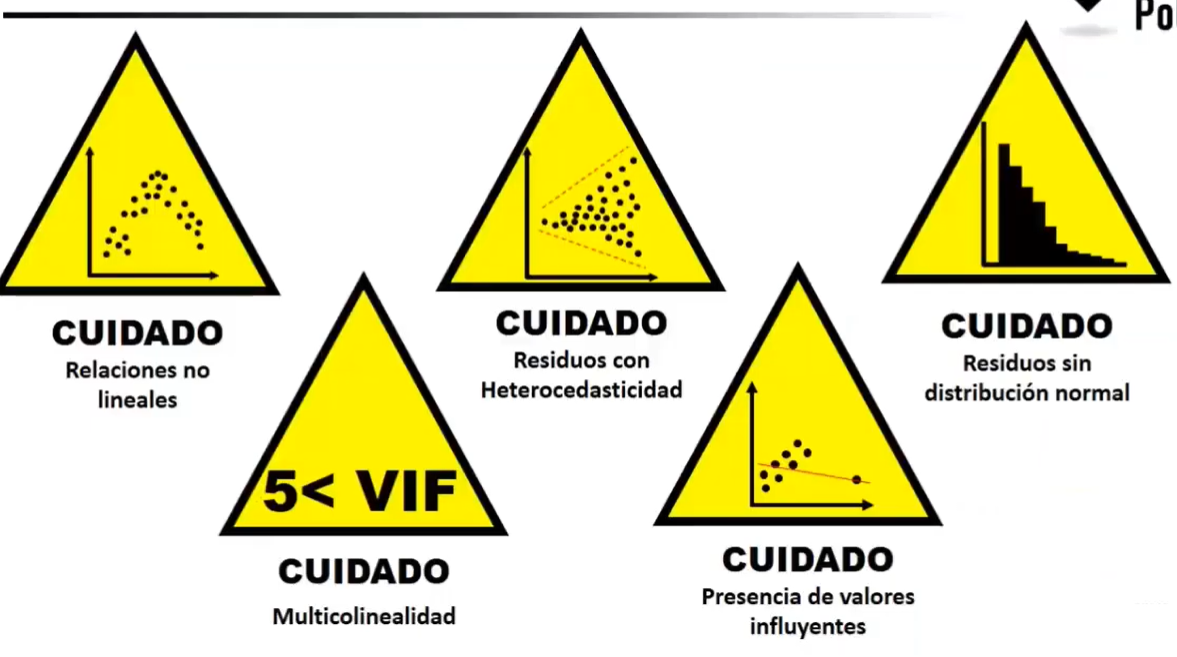 CUIDADO
Relaciones no
lineales
5< VIF
CUIDADO
Multicolinealidad
CUIDADO
Residuos con
Heterocedasticidad
CUIDADO
Presencia de valores
influyentes
CUIDADO
Residuos sin
distribución normal